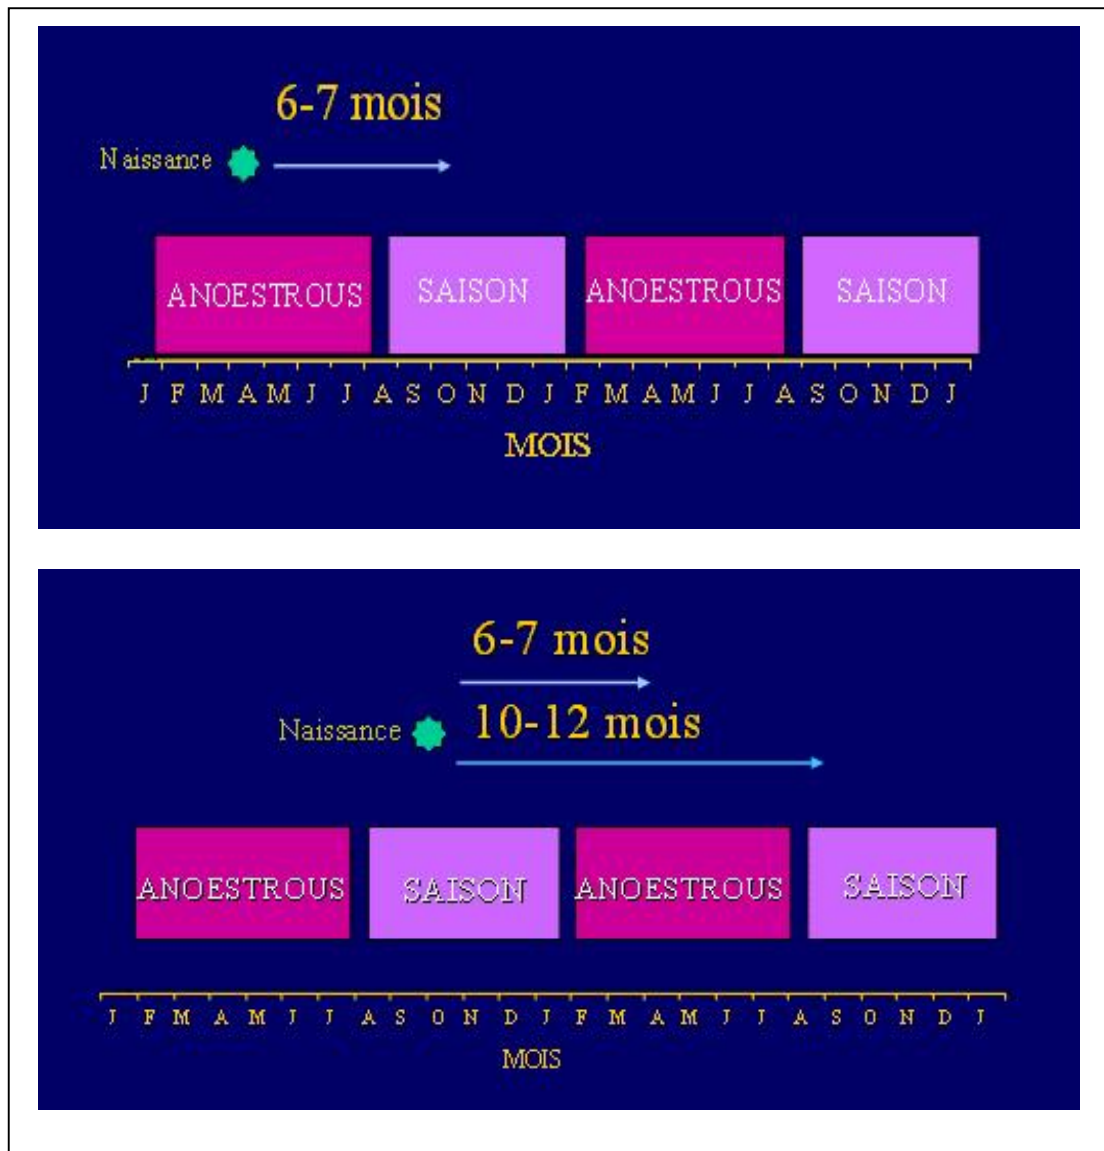 6-7 mois
Naissance
ANOESTROUS SAISON ANOESTROUS SAISON
J F M A M J J A S O N D J F M A M J J A S O N D J
MOIS
6-7 mois
Naissance 10-12 mois
ANOESTROUS SAISON ANOESTROUS SAISON
J F M A M J J A S O N D J F M A M J J A S O N D J
MOIS